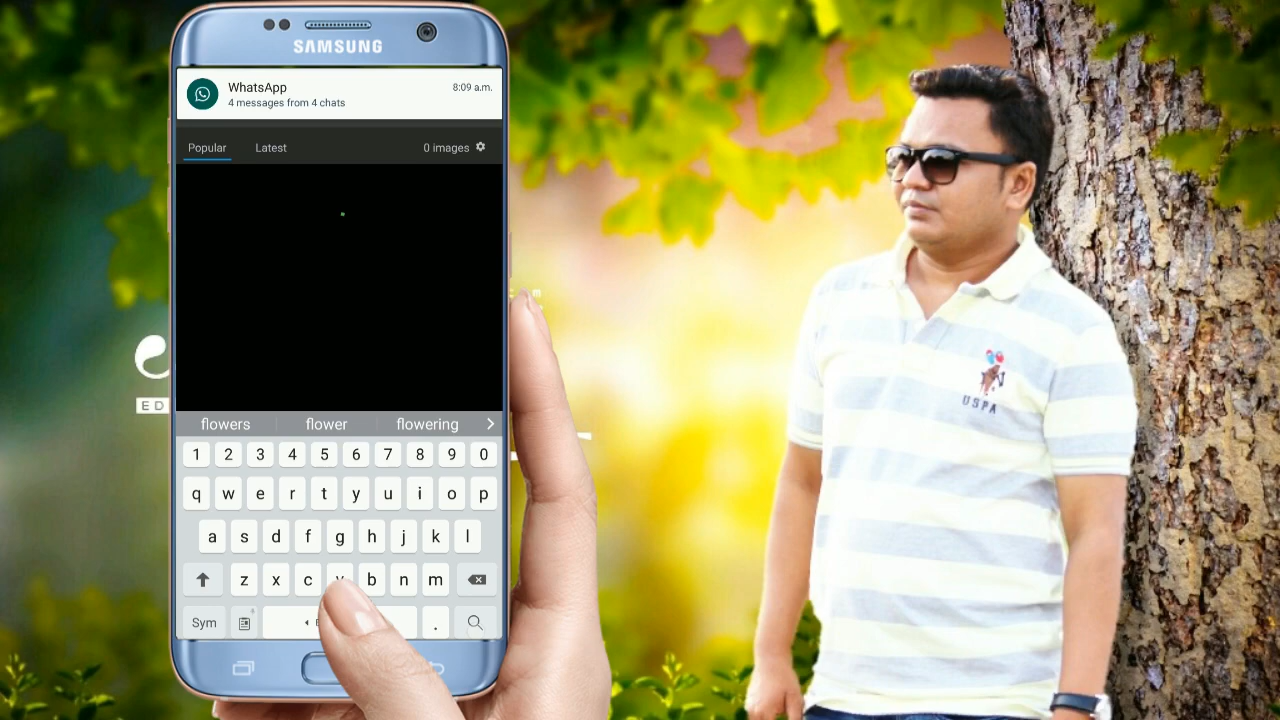 SAMSUNG
WhatsApp
8:09 a.m.
4 messages from 4 chats
Popular
Latest
0 images
ED
flowers
flower
flowering
1 2 3 4 5 6 7 8 9 0
q w e r t y u i o p
a s d f g h j k l
z x c v b n m
Sym
.
USPA